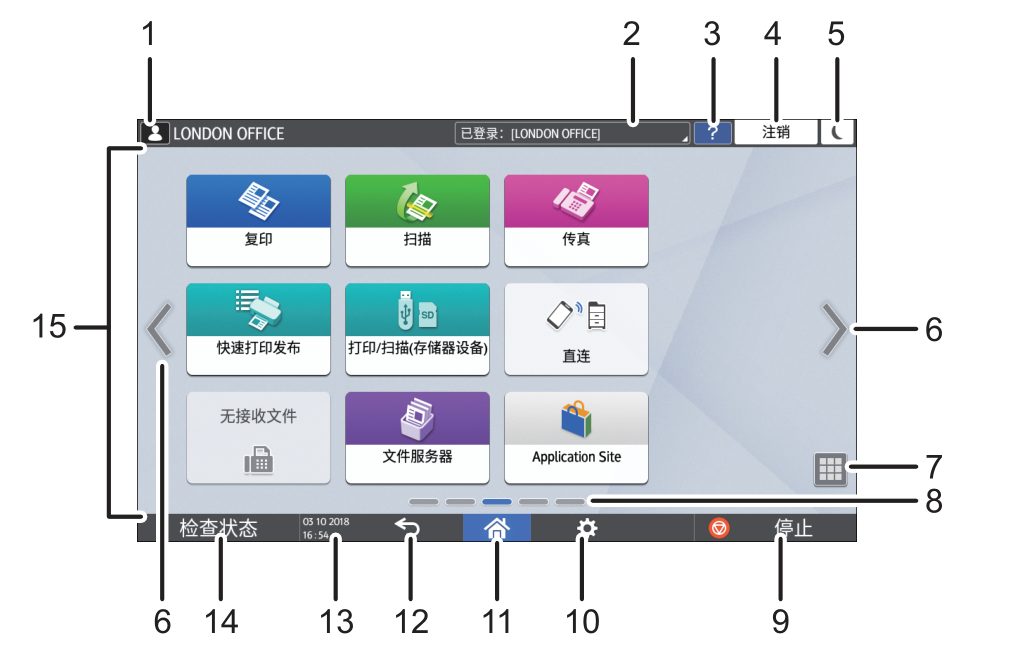 1
2
3
4
5
LONDON OFFICE
已登录: [LONDON OFFICE]
?
注销
复印
扫描
传真
SD
快速打印发布
打印/扫描(存储器设备)
直连
15
6
无接收文件
文件服务器
Application Site
7
8
检查状态
03 10 2018
16 : 54
停止
6
14
13
12
11
10
9